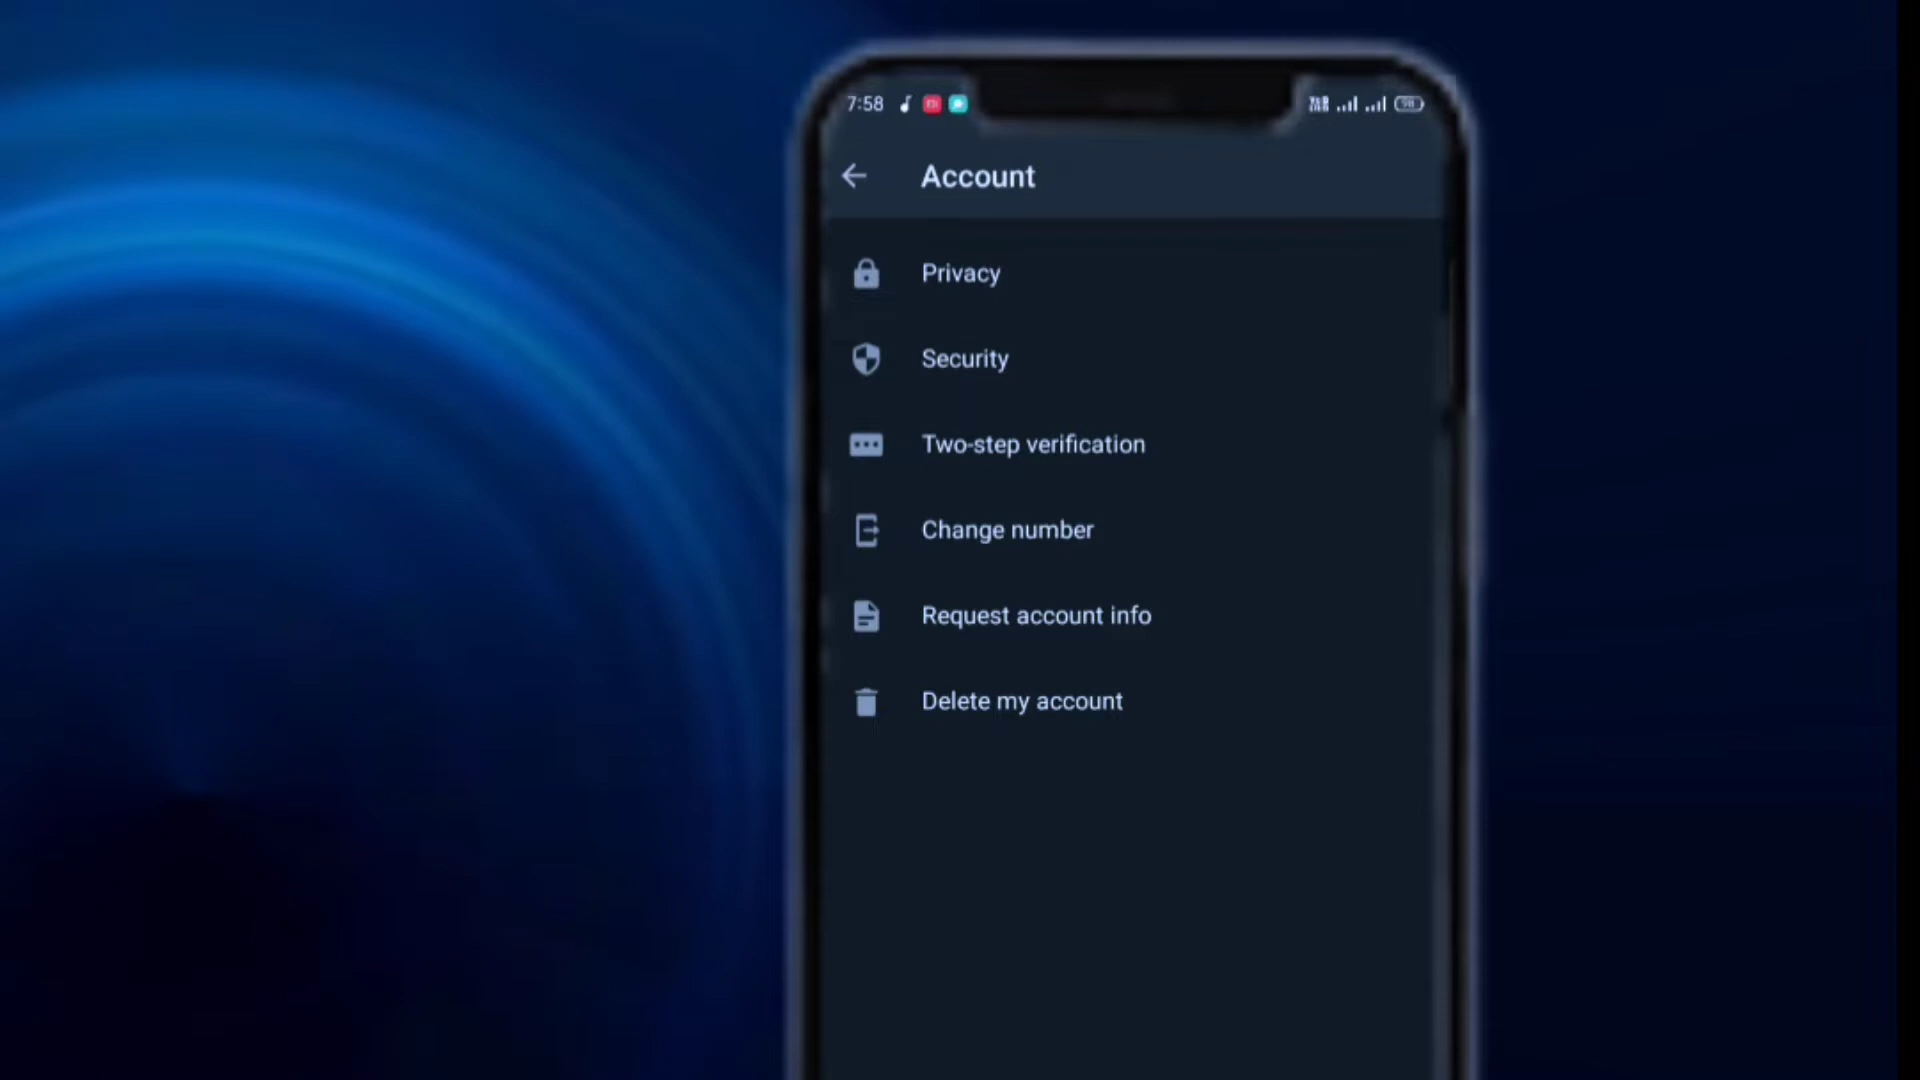 7:58
Account
Privacy
Security
Two-step verification
Change number
Request account info
Delete my account